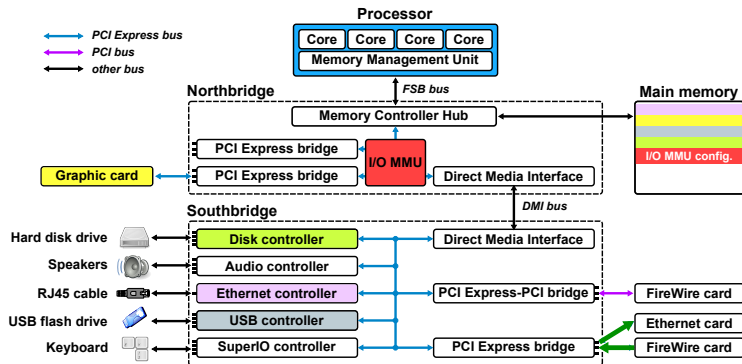 Processor
PCI Express bus
PCI bus
other bus
Core Core Core Core
Memory Management Unit
FSB bus
Northbridge
Main memory
Memory Controller Hub
PCI Express bridge
I/O MMU
I/O MMU config.
Graphic card
PCI Express bridge
Direct Media Interface
DMI bus
Southbridge
Hard disk drive
Disk controller
Direct Media Interface
Speakers
Audio controller
RJ45 cable
Ethernet controller
PCI Express-PCI bridge
FireWire card
USB flash drive
USB controller
Ethernet card
Keyboard
SuperIO controller
PCI Express bridge
FireWire card